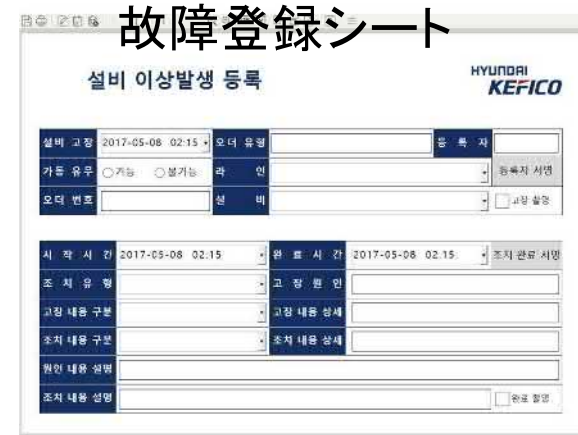 故障登録シート
설비 이상발생 등록
HYUNDAI
KEFICO
설비 고장 2017-05-08 02:15 오더 유형 등 록 자
가동 유무 가능 불가능 라 인 등록자 서명
오더 번호 설 비 고장 촬영
시 작 시 간 2017-05-08 02:15 완 료 시 간 2017-05-08 02:15 조치 완료 서명
조 치 유 형 고 장 원 인
고장 내용 구분 고장 내용 상세
조치 내용 구분 조치 내용 상세
원인 내용 설명
조치 내용 설명 완료 촬영